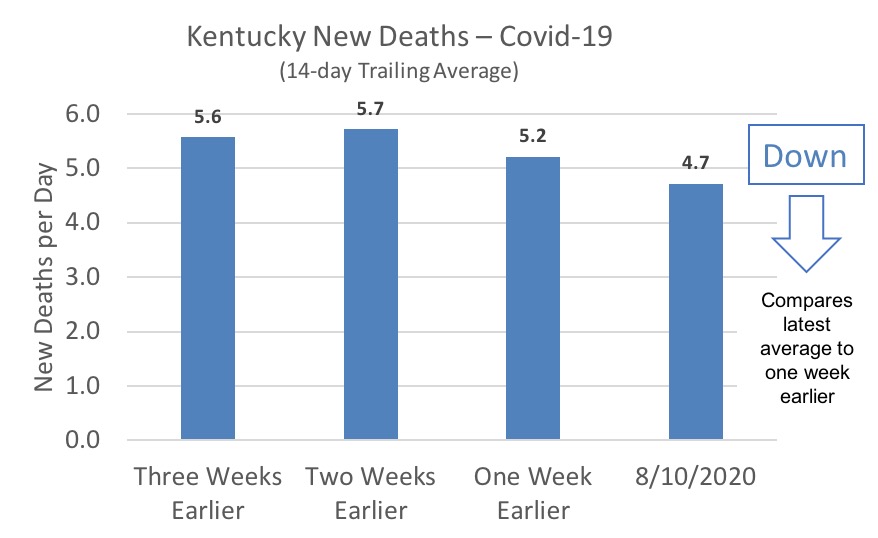 Kentucky New Deaths – Covid-19
(14-day Trailing Average)
New Deaths per Day
6.0
5.0
4.0
3.0
2.0
1.0
0.0
5.6
5.7
5.2
4.7
Three Weeks
Earlier
Two Weeks
Earlier
One Week
Earlier
8/10/2020
Down
Compares
latest
average to
one week
earlier